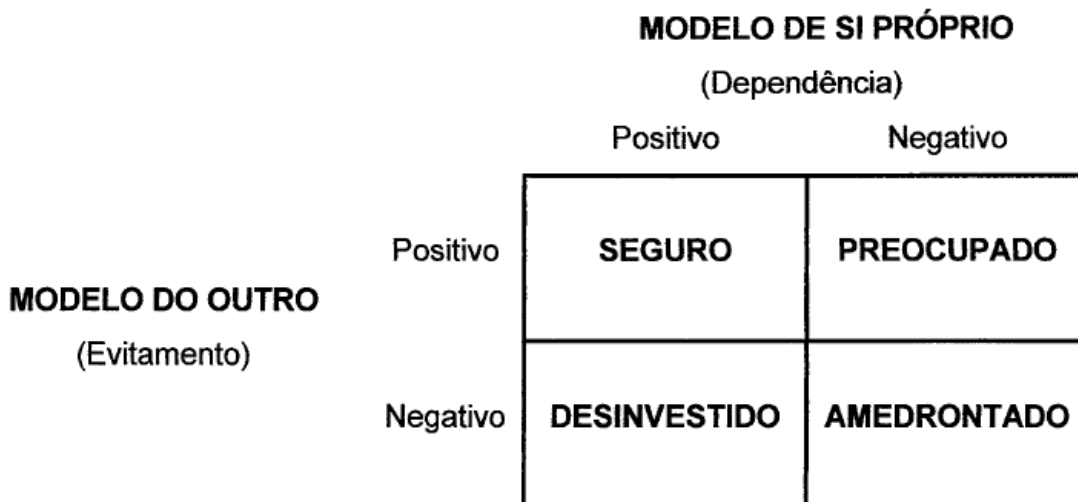 MODELO DE SI PRÓPRIO
(Dependência)
Positivo Negativo
Positivo SEGURO PREOCUPADO
MODELO DO OUTRO
(Evitamento)
Negativo DESINVESTIDO AMEDRONTADO